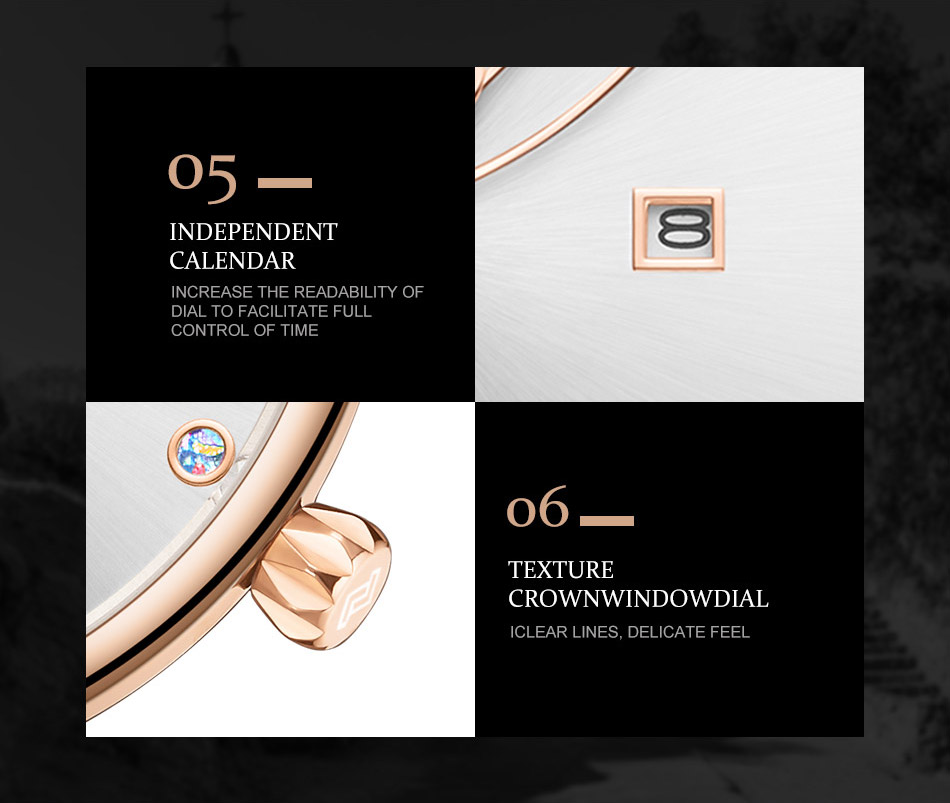 05
INDEPENDENT
CALENDAR
INCREASE THE READABILITY OF
DIAL TO FACILITATE FULL
CONTROL OF TIME
8
06
TEXTURE
CROWNWINDOWDIAL
ICLEAR LINES, DELICATE FEEL